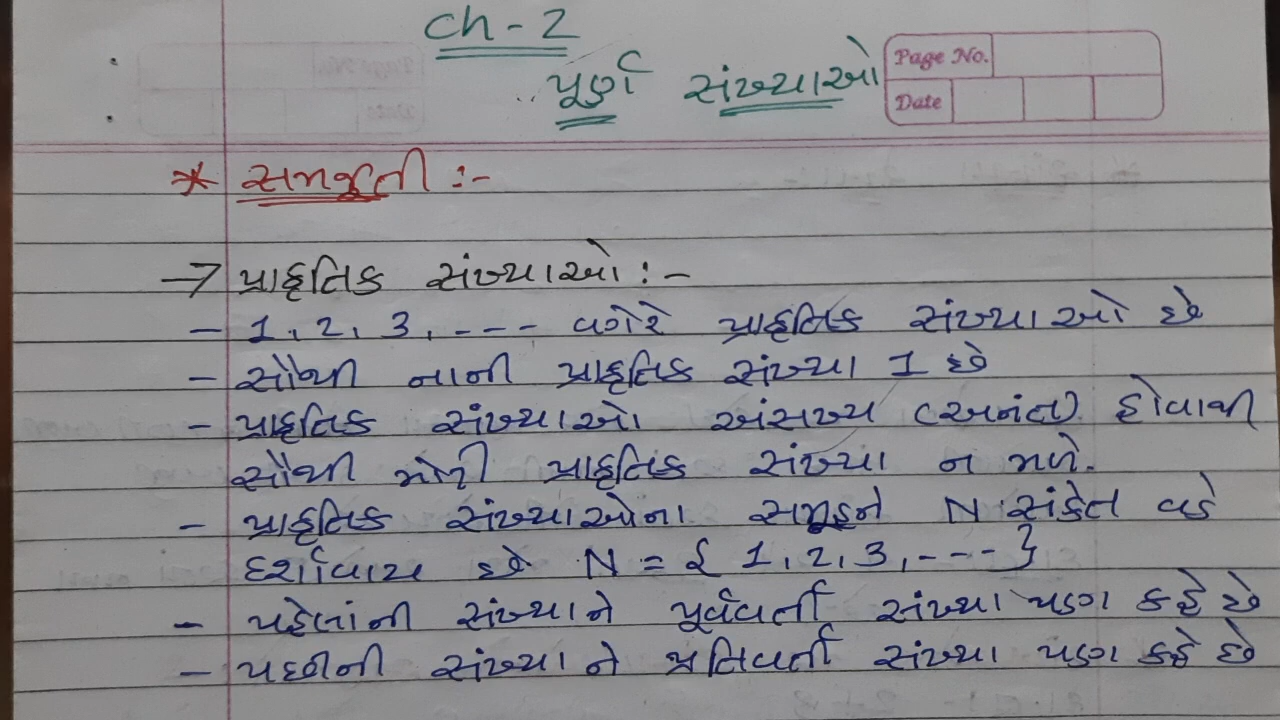 Ch - 2
પૂર્ણ સંખ્યાઓ
Page No.
Date
* સમજૂતી :-
→ પ્રાકૃતિક સંખ્યાઓ :-
- 1, 2, 3, --- વગેરે પ્રાકૃતિક સંખ્યાઓ છે
- સૌથી નાની પ્રાકૃતિક સંખ્યા 1 છે
- પ્રાકૃતિક સંખ્યાઓ અસંખ્ય (અનંત) હોવાથી
સૌથી મોટી પ્રાકૃતિક સંખ્યા ન મળે.
- પ્રાકૃતિક સંખ્યાઓના સમૂહને N સંકેત વડે
દર્શાવાય છે N = { 1, 2, 3, --- }
- પહેલાંની સંખ્યાને પૂર્વવર્તી સંખ્યા પણ કહે છે
- પછીની સંખ્યાને પ્રતિવર્તી સંખ્યા પણ કહે છે